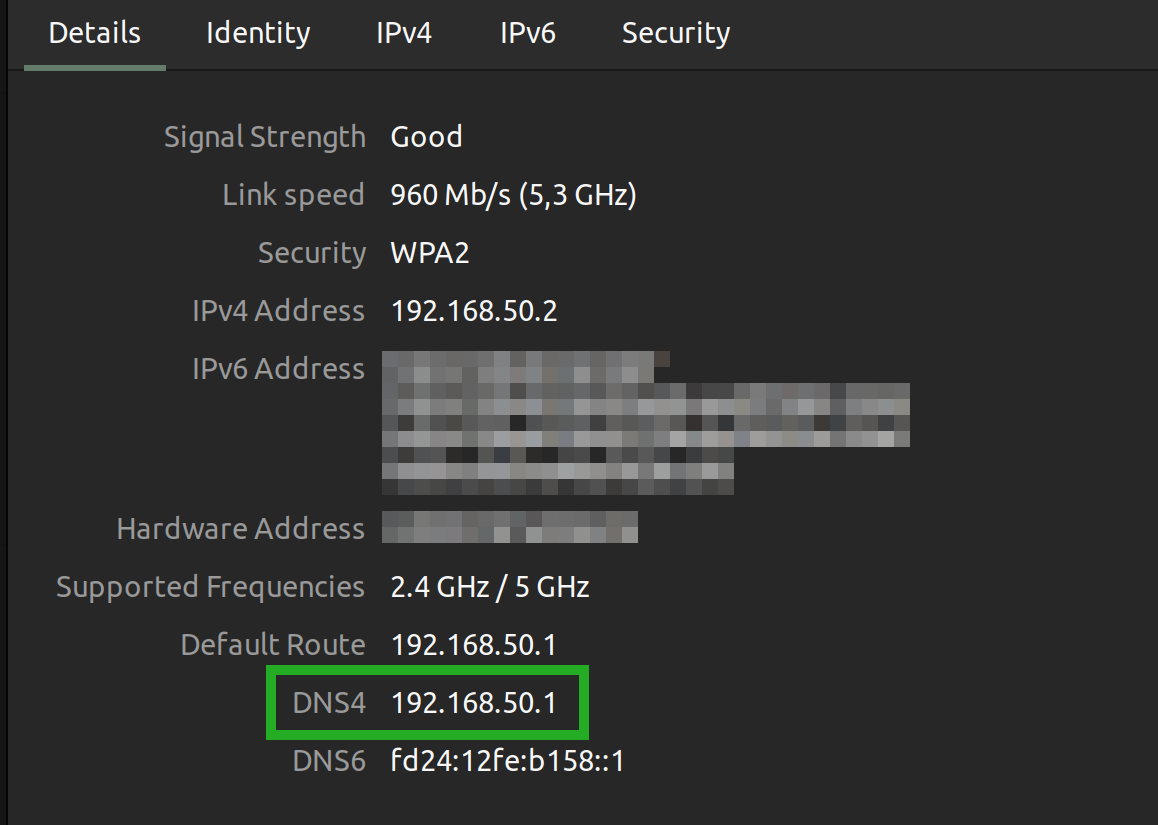 Details Identity IPv4 IPv6 Security
Signal Strength Good
Link speed 960 Mb/s (5,3 GHz)
Security WPA2
IPv4 Address 192.168.50.2
IPv6 Address
Hardware Address
Supported Frequencies 2.4 GHz / 5 GHz
Default Route 192.168.50.1
DNS4 192.168.50.1
DNS6 fd24:12fe:b158::1